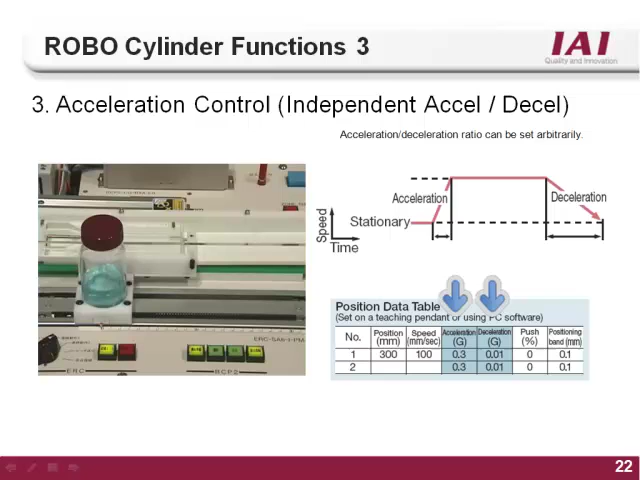 ROBO Cylinder Functions 3
IAI
Quality and Innovation
3. Acceleration Control (Independent Accel / Decel)
Acceleration/deceleration ratio can be set arbitrarily.
Acceleration
Deceleration
Speed
Stationary
Time
Position Data Table
(Set on a teaching pendant or using PC software)
No. Position (mm) Speed (mm/sec) Acceleration (G) Deceleration (G) Push (%) Positioning band (mm)
1 300 100 0.3 0.01 0 0.1
2 0.3 0.01 0 0.1
ERC
RCP2
22